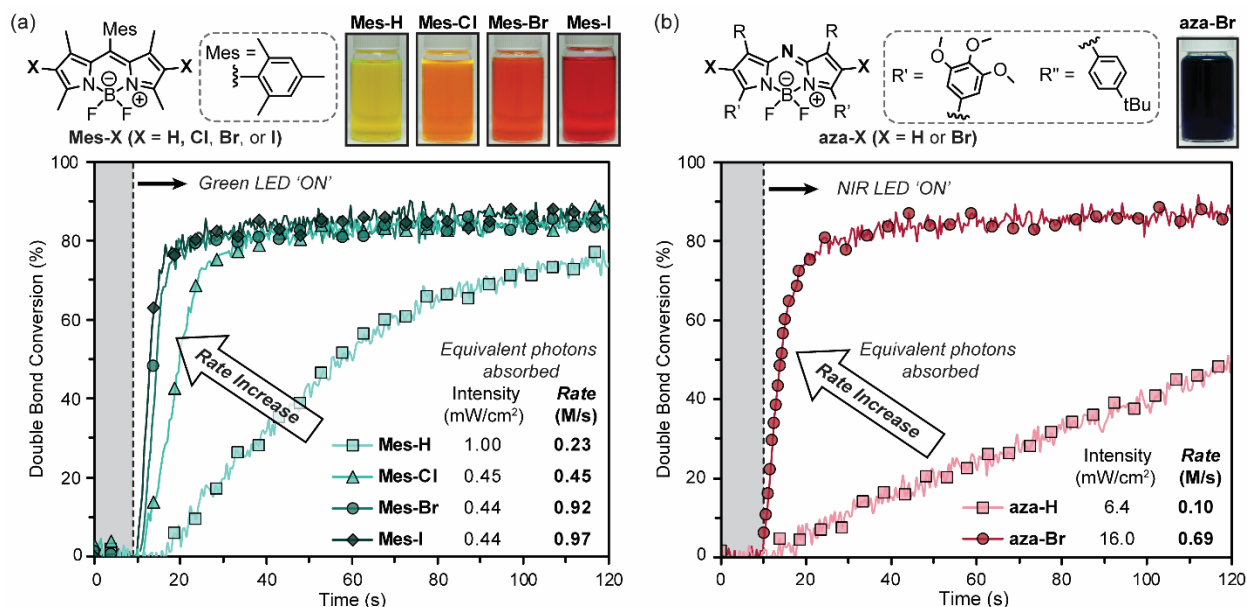 (a)
Mes
X
X
N
N
B
F
F
⊖
⊕
Mes-X (X = H, Cl, Br, or I)
Mes =
Mes-H Mes-Cl Mes-Br Mes-I
Double Bond Conversion (%)
100
80
60
40
20
0
Green LED ‘ON’
Rate Increase
Equivalent photons
absorbed
Intensity Rate
(mW/cm²) (M/s)
Mes-H 1.00 0.23
Mes-Cl 0.45 0.45
Mes-Br 0.44 0.92
Mes-I 0.44 0.97
0 20 40 60 80 100 120
Time (s)
(b)
R N R
X
X
N
N
B
R'
F
F
R'
⊖
⊕
aza-X (X = H or Br)
R' =
O
O
O
R" =
tBu
aza-Br
Double Bond Conversion (%)
100
80
60
40
20
0
NIR LED ‘ON’
Rate Increase
Equivalent photons
absorbed
Intensity Rate
(mW/cm²) (M/s)
aza-H 6.4 0.10
aza-Br 16.0 0.69
0 20 40 60 80 100 120
Time (s)